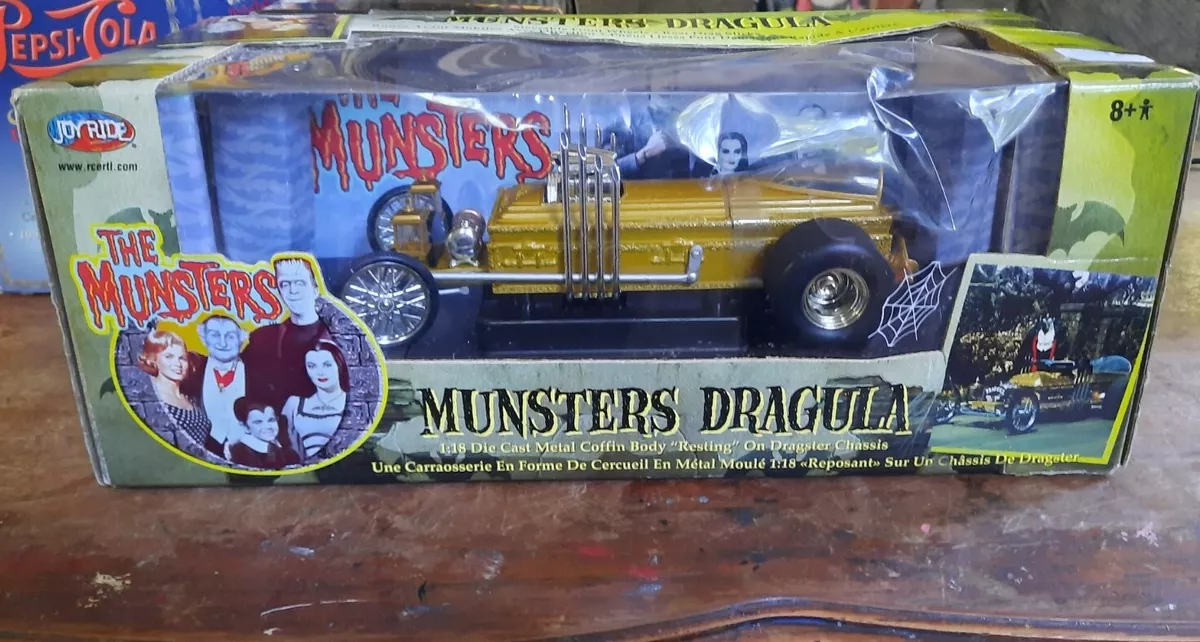 PEPSI-COLA
MUNSTERS DRAGULA
JOYRIDE
www.rcertl.com
8+
THE
MUNSTERS
THE
MUNSTERS
MUNSTERS DRAGULA
1:18 Die Cast Metal Coffin Body "Resting" On Dragster Chassis
Une Carraosserie En Forme De Cercueil En Métal Moulé 1:18 «Reposant» Sur Un Châssis De Dragster